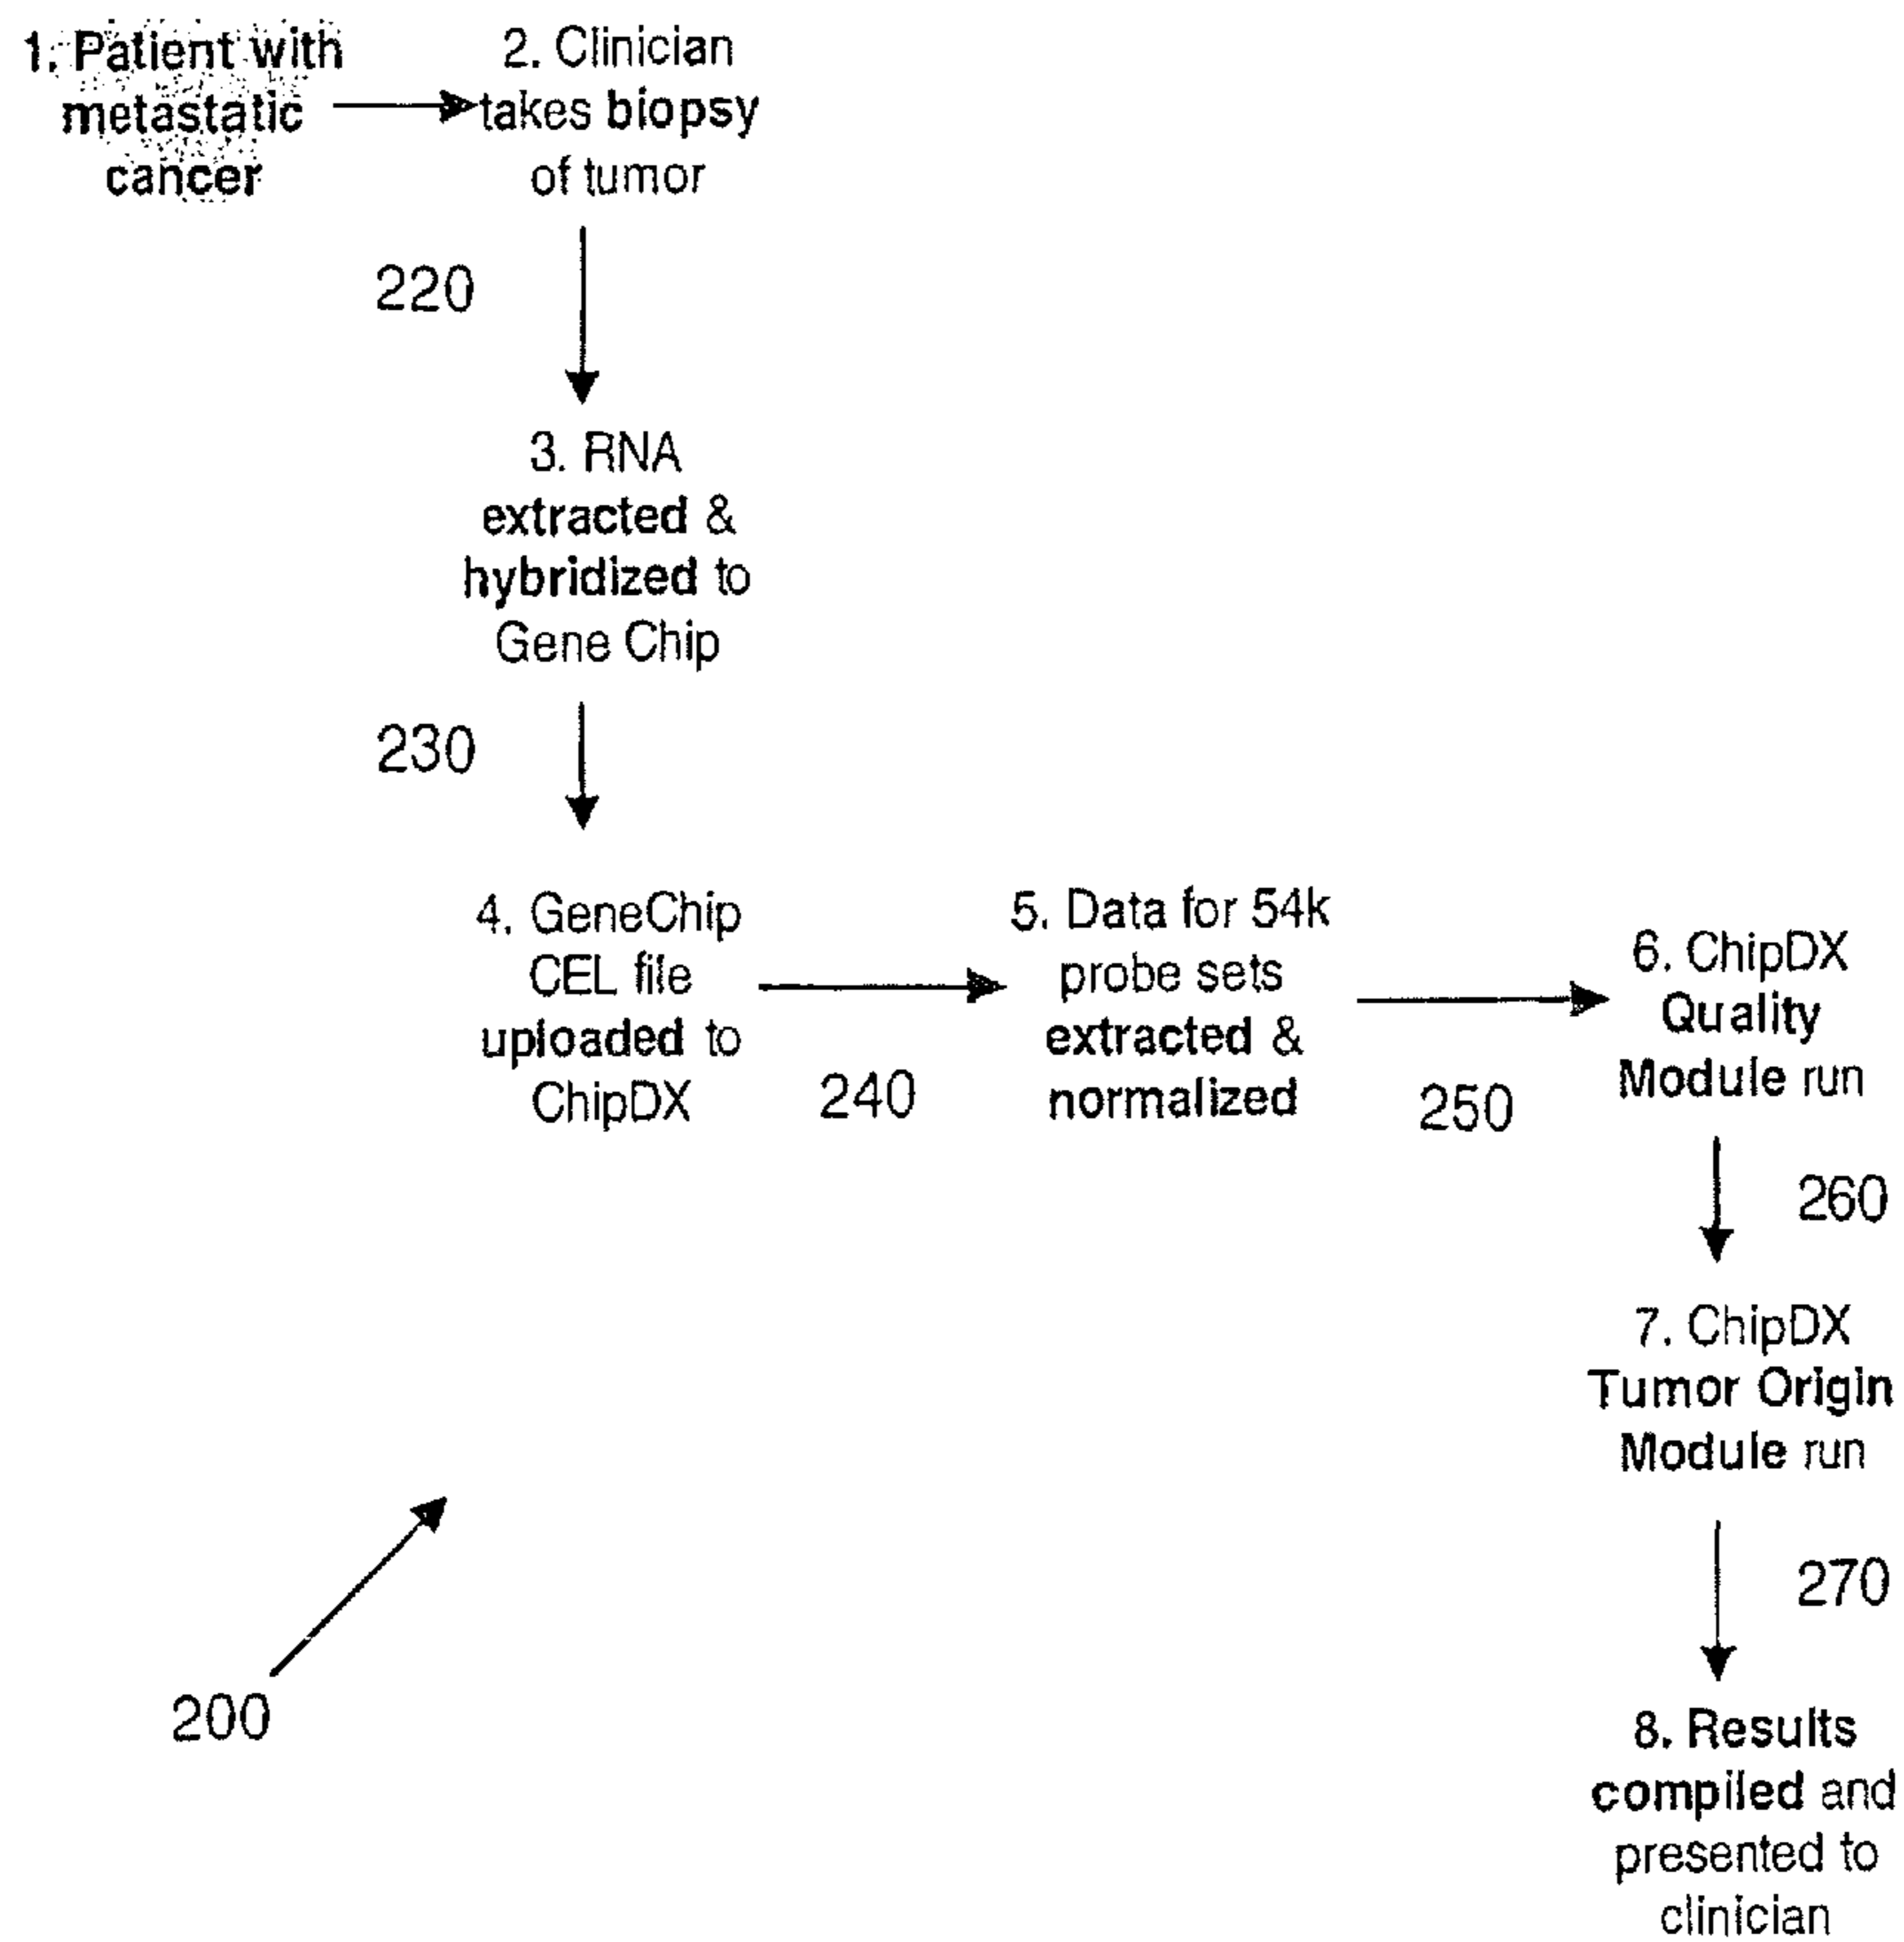 1. Patient with
metastatic
cancer
2. Clinician
takes biopsy
of tumor
220
3. RNA
extracted &
hybridized to
Gene Chip
230
4. GeneChip
CEL file
uploaded to
ChipDX
240
5. Data for 54k
probe sets
extracted &
normalized
250
6. ChipDX
Quality
Module run
260
7. ChipDX
Tumor Origin
Module run
270
8. Results
compiled and
presented to
clinician
200